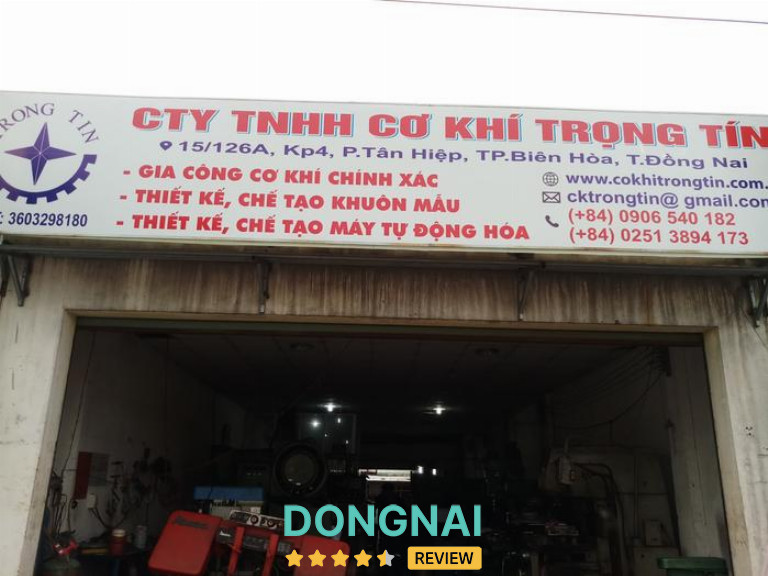 TRỌNG TÍN
: 3603298180
CTY TNHH CƠ KHÍ TRỌNG TÍN
15/126A, Kp4, P.Tân Hiệp, TP.Biên Hòa, T.Đồng Nai
- GIA CÔNG CƠ KHÍ CHÍNH XÁC
- THIẾT KẾ, CHẾ TẠO KHUÔN MẪU
- THIẾT KẾ, CHẾ TẠO MÁY TỰ ĐỘNG HÓA
www.cokhitrongtin.com.
cktrongtin@ gmail.com
(+84) 0906 540 182
(+84) 0251 3894 173
DONGNAI
REVIEW